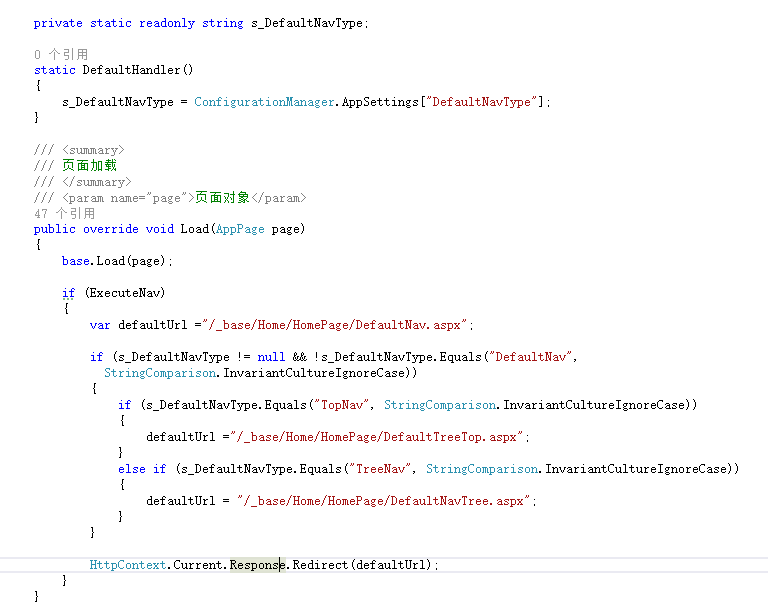 private static readonly string s_DefaultNavType;
0 个引用
static DefaultHandler()
{
s_DefaultNavType = ConfigurationManager.AppSettings["DefaultNavType"];
}
/// <summary>
/// 页面加载
/// </summary>
/// <param name="page">页面对象</param>
47 个引用
public override void Load(AppPage page)
{
base.Load(page);
if (ExecuteNav)
{
var defaultUrl ="/_base/Home/HomePage/DefaultNav.aspx";
if (s_DefaultNavType != null && !s_DefaultNavType.Equals("DefaultNav",
StringComparison.InvariantCultureIgnoreCase))
{
if (s_DefaultNavType.Equals("TopNav", StringComparison.InvariantCultureIgnoreCase))
{
defaultUrl ="/_base/Home/HomePage/DefaultTreeTop.aspx";
}
else if (s_DefaultNavType.Equals("TreeNav", StringComparison.InvariantCultureIgnoreCase))
{
defaultUrl = "/_base/Home/HomePage/DefaultNavTree.aspx";
}
}
HttpContext.Current.Response.Redirect(defaultUrl);
}
}